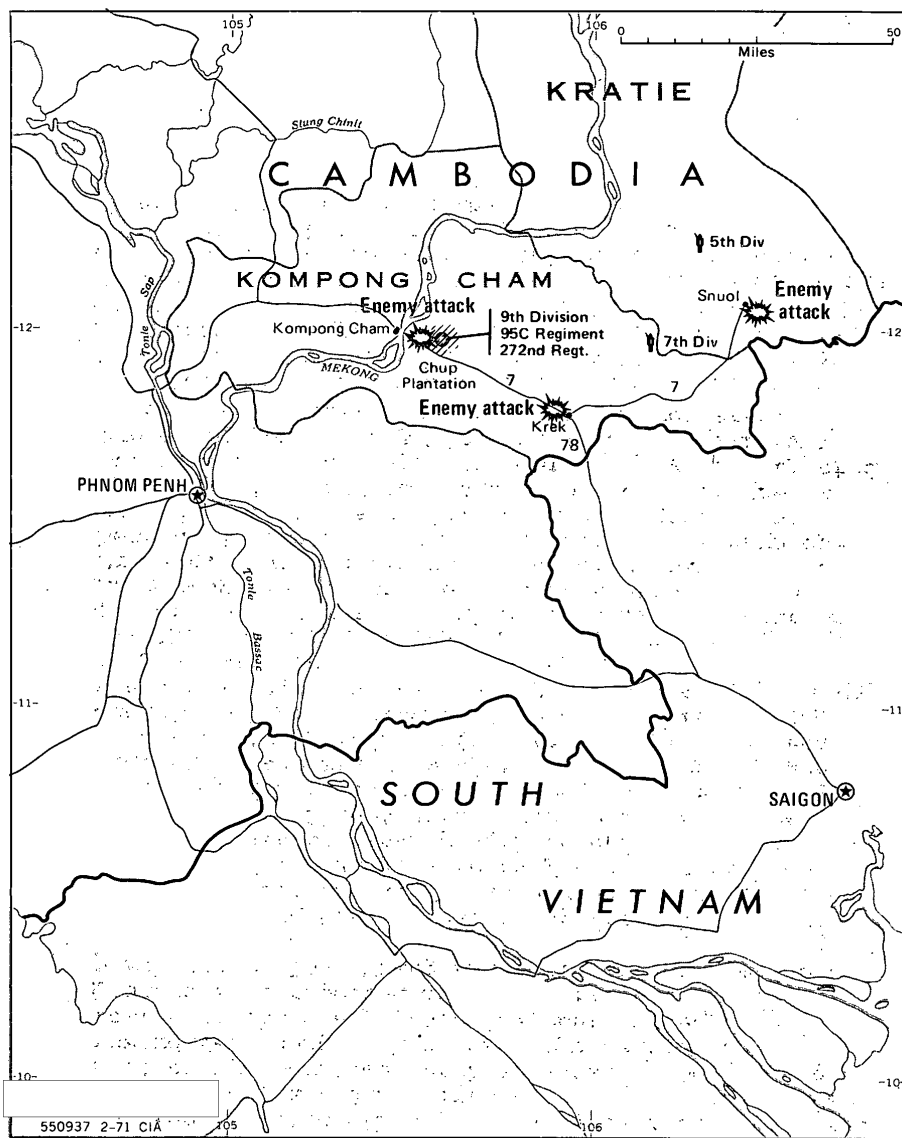 105
106
0
50
Miles
KRATIE
Stung Chinit
CAMBODIA
5th Div
KOMPONG CHAM
Tonle Sap
Snuol
Enemy attack
Enemy attack
9th Division
95C Regiment
272nd Regt.
12
12
Kompong Cham
7th Div
MEKONG
Chup
Plantation
7
7
Enemy attack
Krek
78
PHNOM PENH
Tonle
Bassac
11
11
SOUTH
SAIGON
VIETNAM
10
10
105
106
550937 2-71 CIA